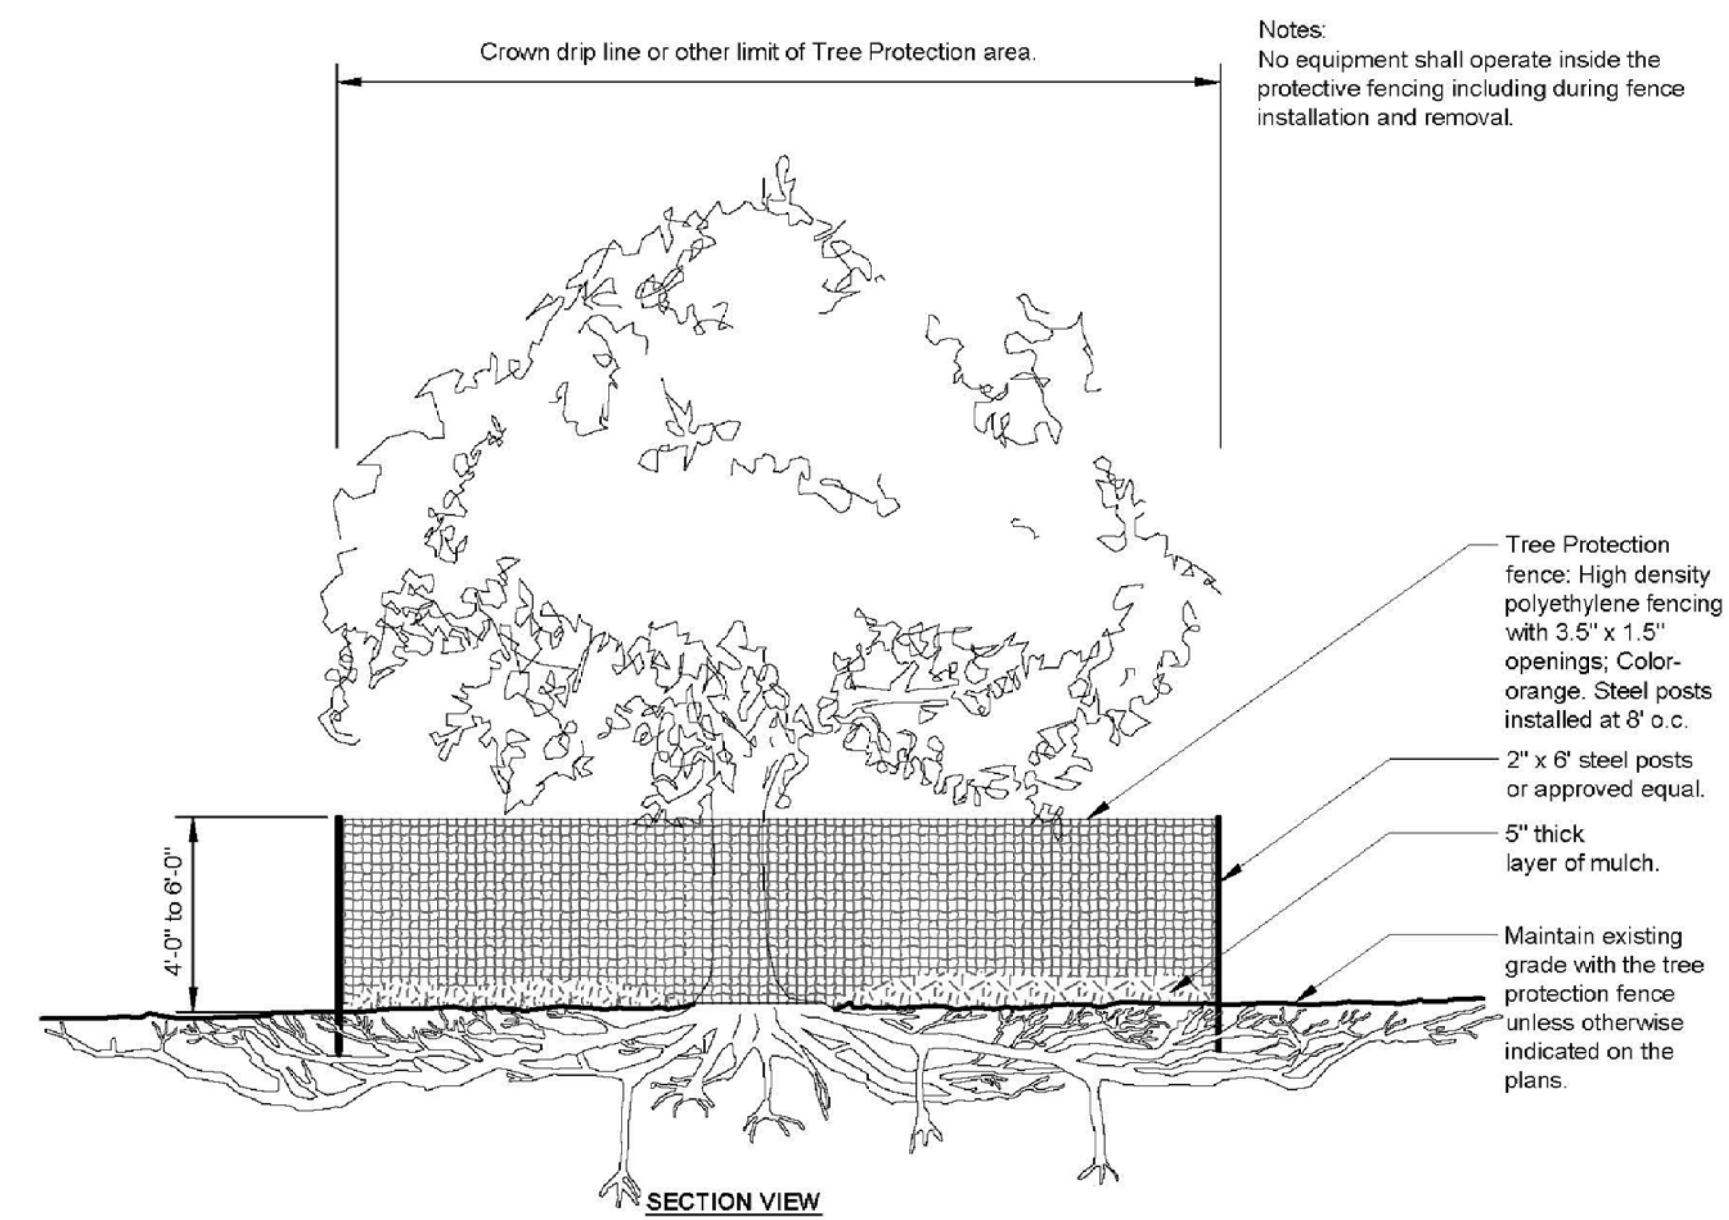 Notes:
No equipment shall operate inside the
protective fencing including during fence
installation and removal.
Crown drip line or other limit of Tree Protection area.
Tree Protection
fence: High density
polyethylene fencing
with 3.5" x 1.5"
openings; Color-
orange. Steel posts
installed at 8' o.c.
2" x 6' steel posts
or approved equal.
5" thick
layer of mulch.
4'-0" to 6'-0"
Maintain existing
grade with the tree
protection fence
unless otherwise
indicated on the
plans.
SECTION VIEW